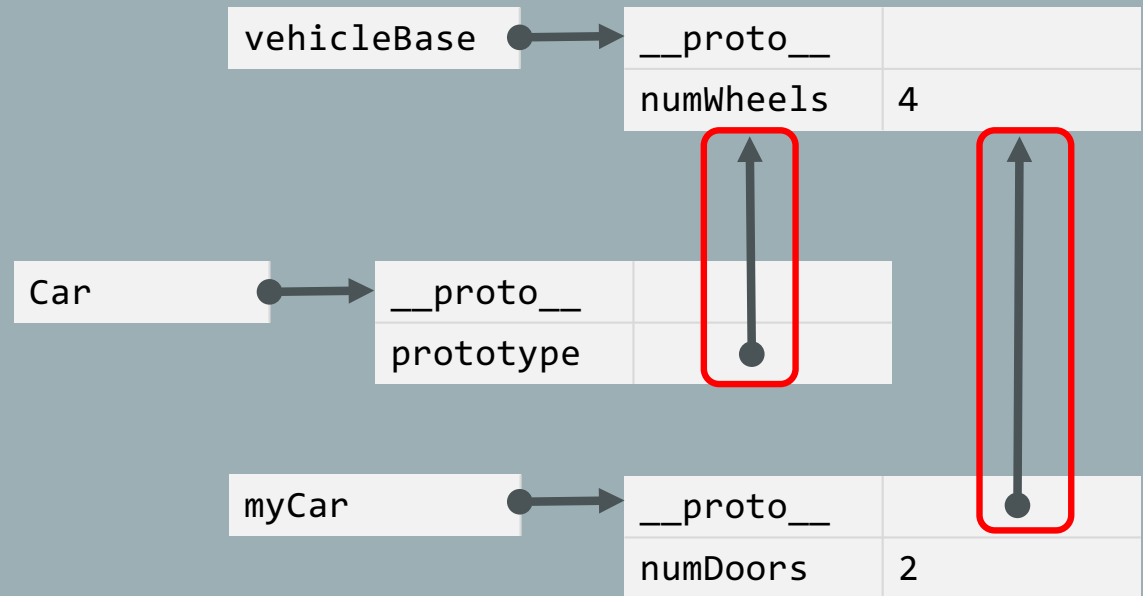 vehicleBase
__proto__
numWheels 4
Car
__proto__
prototype
myCar
__proto__
numDoors 2